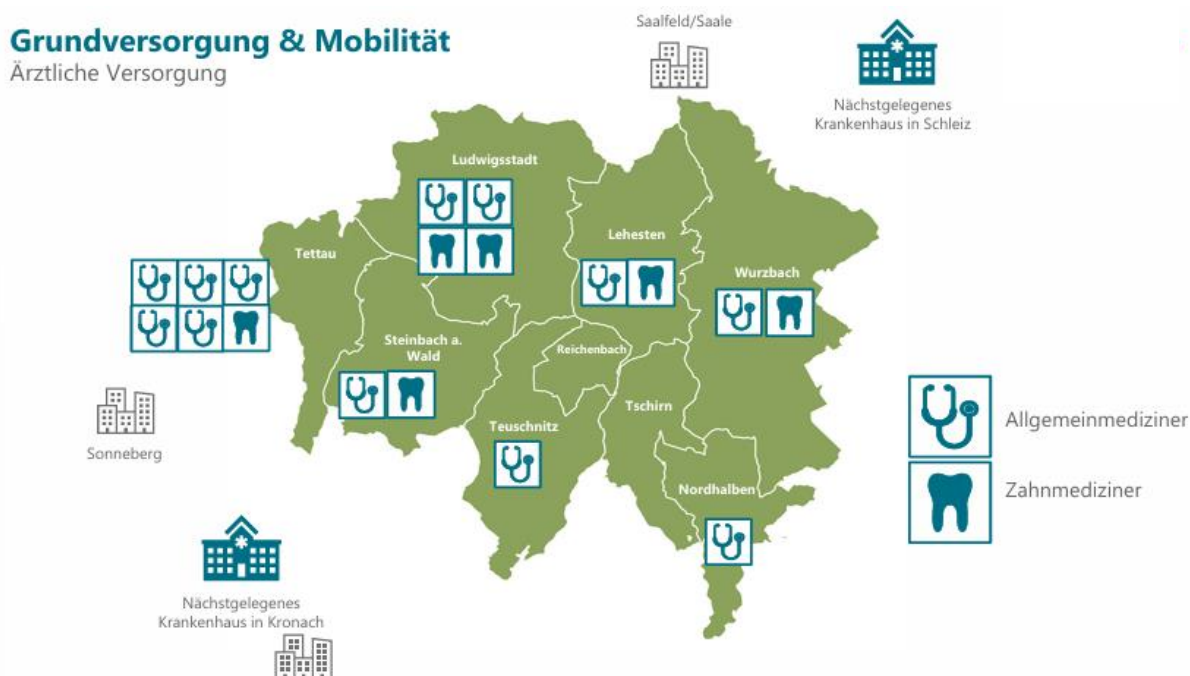 Grundversorgung & Mobilität
Ärztliche Versorgung
Saalfeld/Saale
Nächstgelegenes
Krankenhaus in Schleiz
Ludwigsstadt
Lehesten
Tettau
Wurzbach
Steinbach a.
Wald
Reichenbach
Tschirn
Teuschnitz
Nordhalben
Sonneberg
Allgemeinmediziner
Zahnmediziner
Nächstgelegenes
Krankenhaus in Kronach